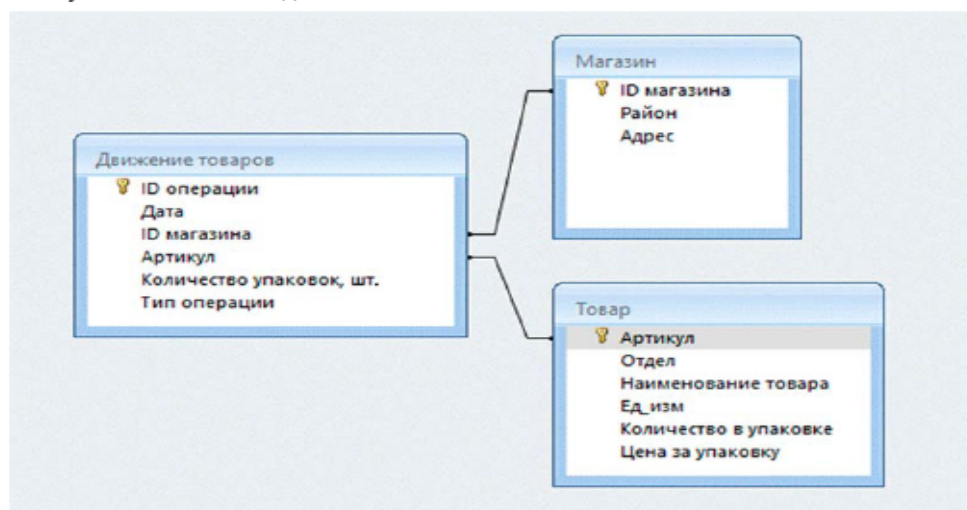 Движение товаров
ID операции
Дата
ID магазина
Артикул
Количество упаковок, шт.
Тип операции
Магазин
ID магазина
Район
Адрес
Товар
Артикул
Отдел
Наименование товара
Ед_изм
Количество в упаковке
Цена за упаковку